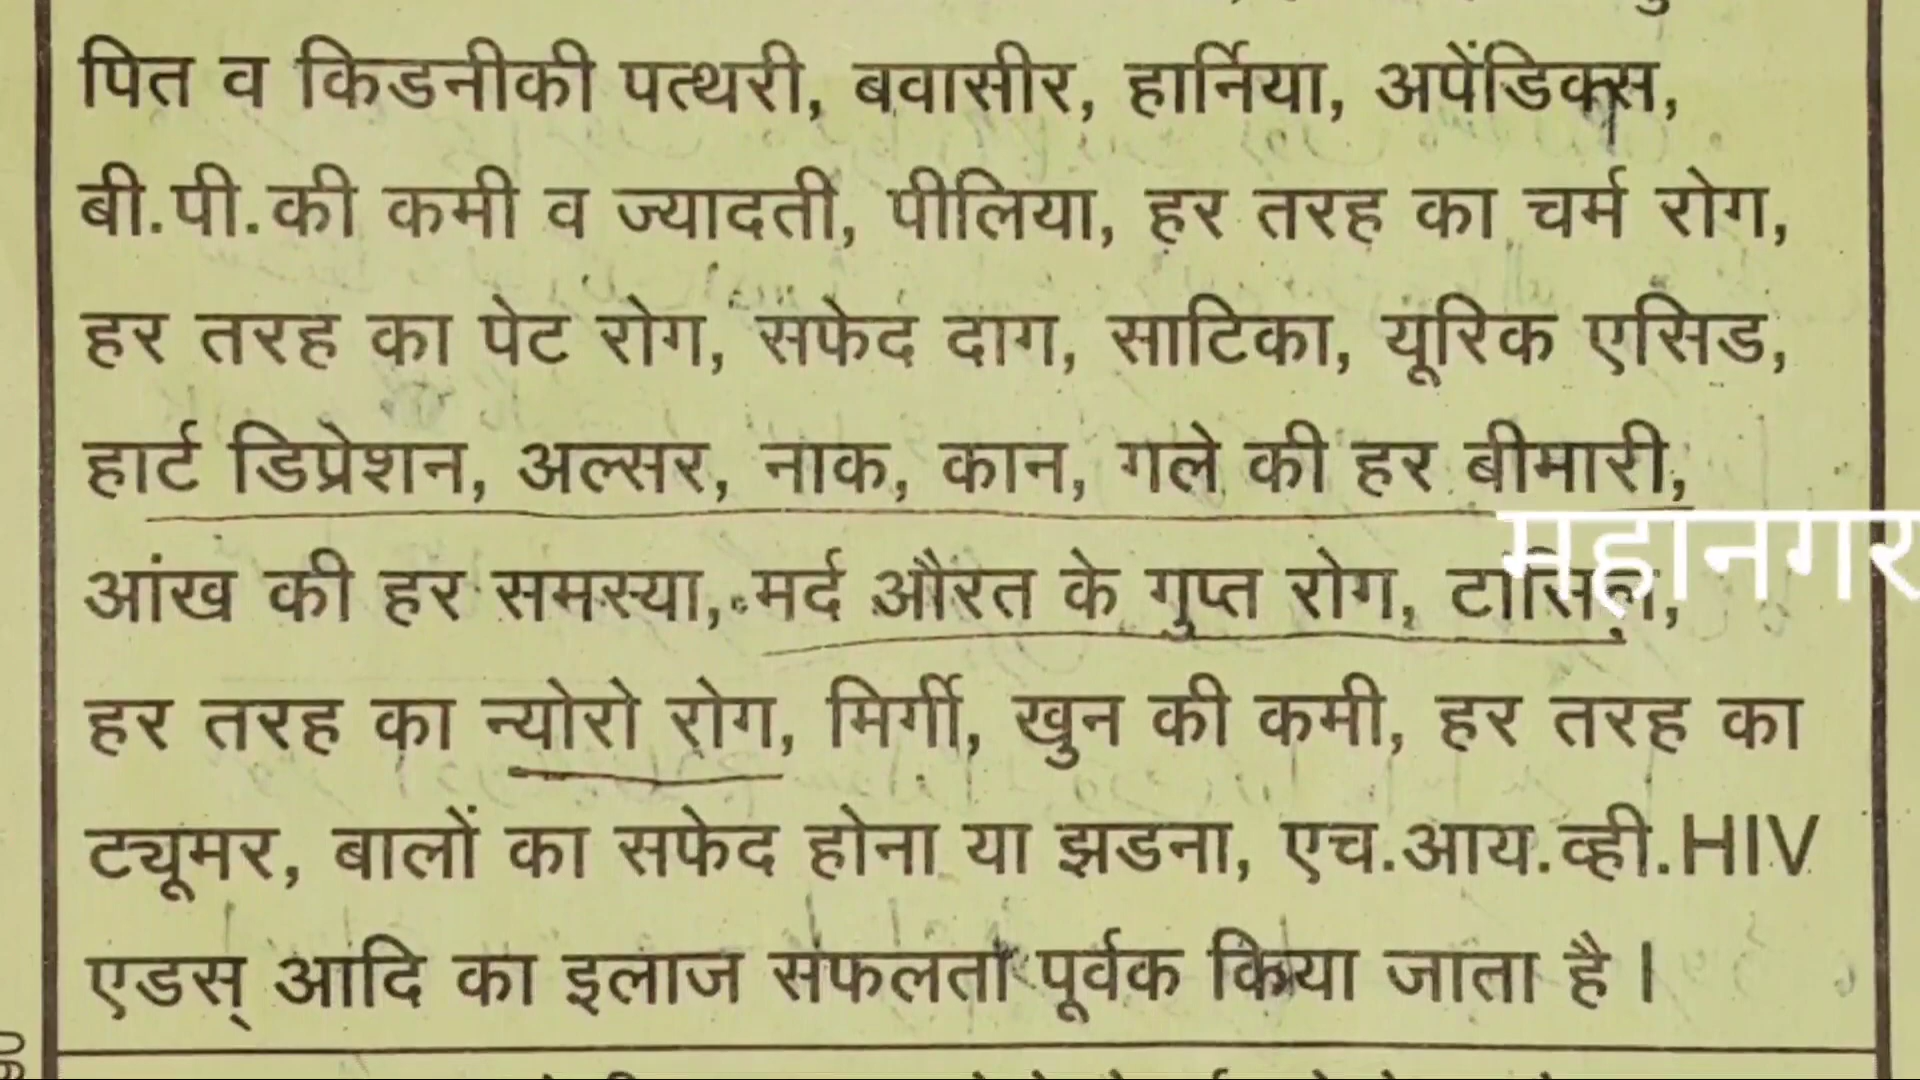 पित व किडनीकी पत्थरी, बवासीर, हार्निया, अपेंडिक्स,
बी.पी.की कमी व ज्यादती, पीलिया, हर तरह का चर्म रोग,
हर तरह का पेट रोग, सफेद दाग, साटिका, यूरिक एसिड,
हार्ट डिप्रेशन, अल्सर, नाक, कान, गले की हर बीमारी,
महानगर
आंख की हर समस्या, मर्द औरत के गुप्त रोग, टांसिल,
हर तरह का न्योरो रोग, मिर्गी, खुन की कमी, हर तरह का
ट्यूमर, बालों का सफेद होना या झडना, एच.आय.व्ही.HIV
एडस् आदि का इलाज सफलता पूर्वक किया जाता है।